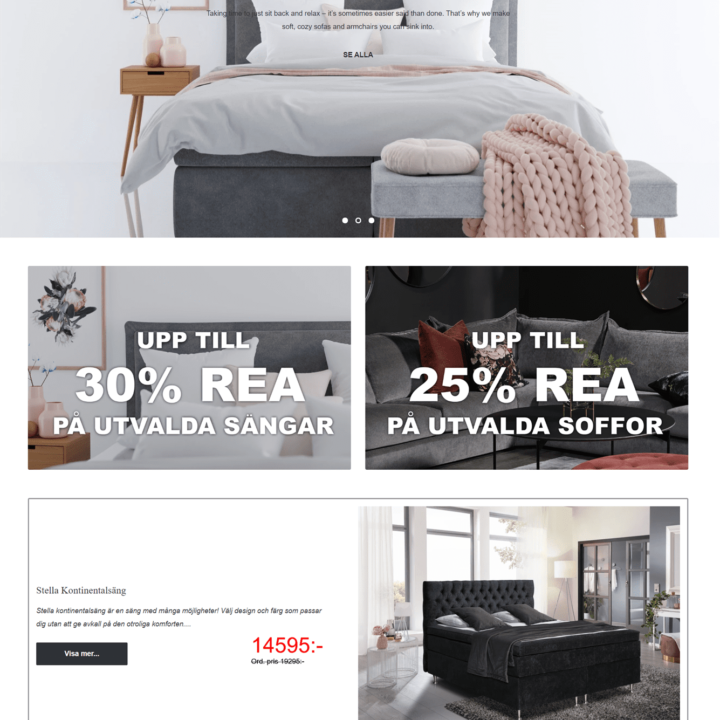 Taking time to just sit back and relax – it's sometimes easier said than done. That's why we make
soft, cozy sofas and armchairs you can sink into.
SE ALLA
UPP TILL
30% REA
PÅ UTVALDA SÄNGAR
UPP TILL
25% REA
PÅ UTVALDA SOFFOR
Stella Kontinentalsäng
Stella kontinentalsäng är en säng med många möjligheter! Välj design och färg som passar
dig utan att ge avkall på den otroliga komforten....
Visa mer...
14595:-
Ord. pris 19295:-